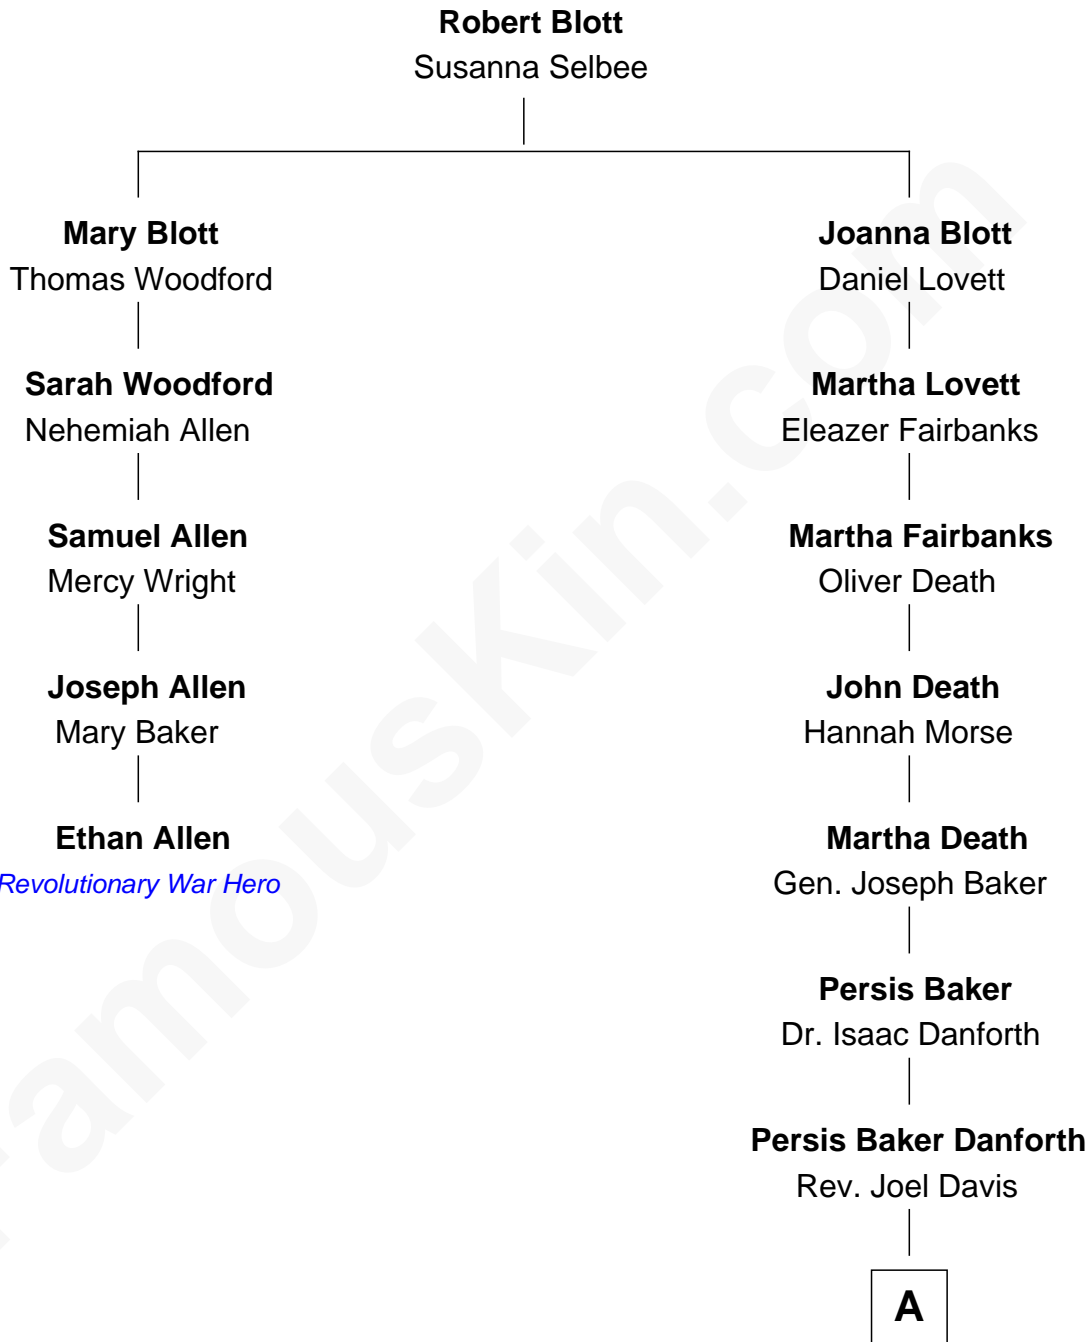 Robert Blott
Susanna Selbee
Mary Blott
Thomas Woodford
Joanna Blott
Daniel Lovett
Sarah Woodford
Nehemiah Allen
Martha Lovett
Eleazer Fairbanks
Samuel Allen
Mercy Wright
Martha Fairbanks
Oliver Death
Joseph Allen
Mary Baker
John Death
Hannah Morse
Ethan Allen
Revolutionary War Hero
Martha Death
Gen. Joseph Baker
Persis Baker
Dr. Isaac Danforth
Persis Baker Danforth
Rev. Joel Davis
A
FamousKin.com